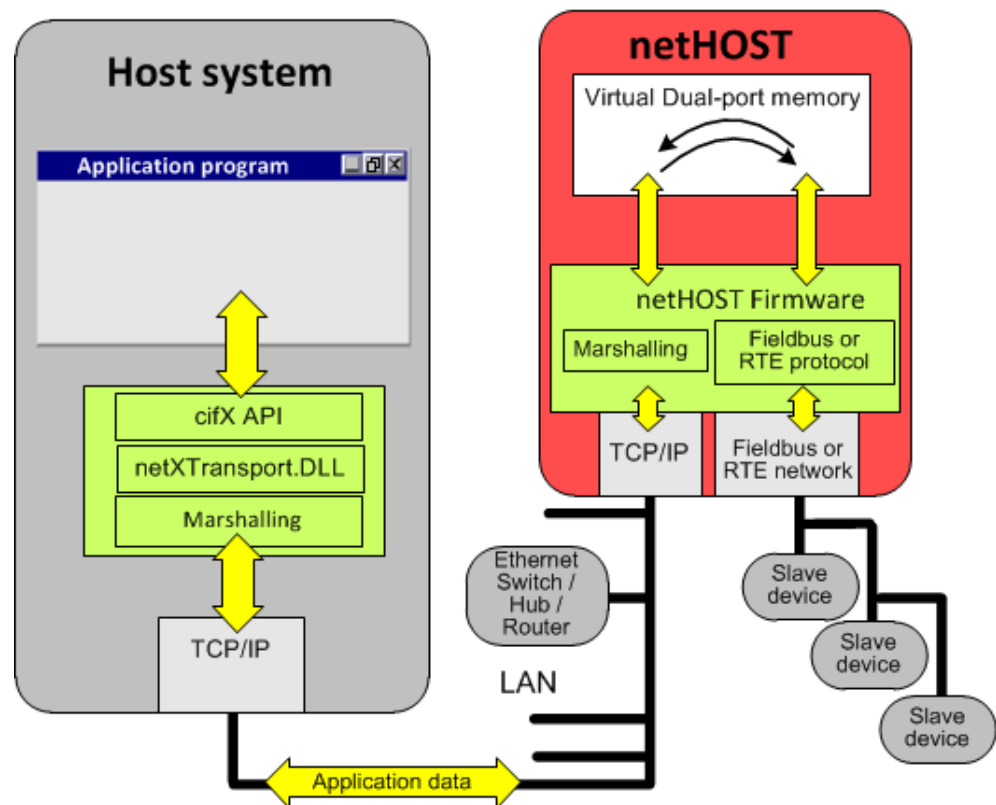 Host system
Application program
cifX API
netXTransport.DLL
Marshalling
TCP/IP
netHOST
Virtual Dual-port memory
netHOST Firmware
Marshalling
Fieldbus or
RTE protocol
TCP/IP
Fieldbus or
RTE network
Ethernet
Switch /
Hub /
Router
LAN
Slave
device
Slave
device
Slave
device
Application data